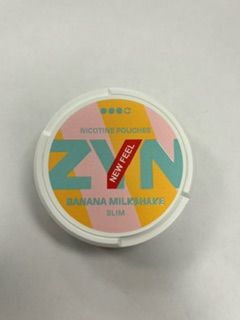 NICOTINE POUCHES
ZYN
NEW FEEL
BANANA MILKSHAKE
SLIM